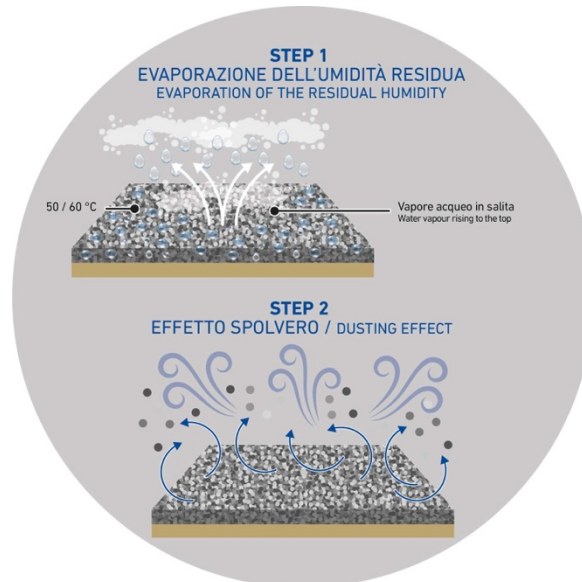 STEP 1
EVAPORAZIONE DELL'UMIDITÀ RESIDUA
EVAPORATION OF THE RESIDUAL HUMIDITY
50 / 60 °C
Vapore acqueo in salita
Water vapour rising to the top
STEP 2
EFFETTO SPOLVERO / DUSTING EFFECT